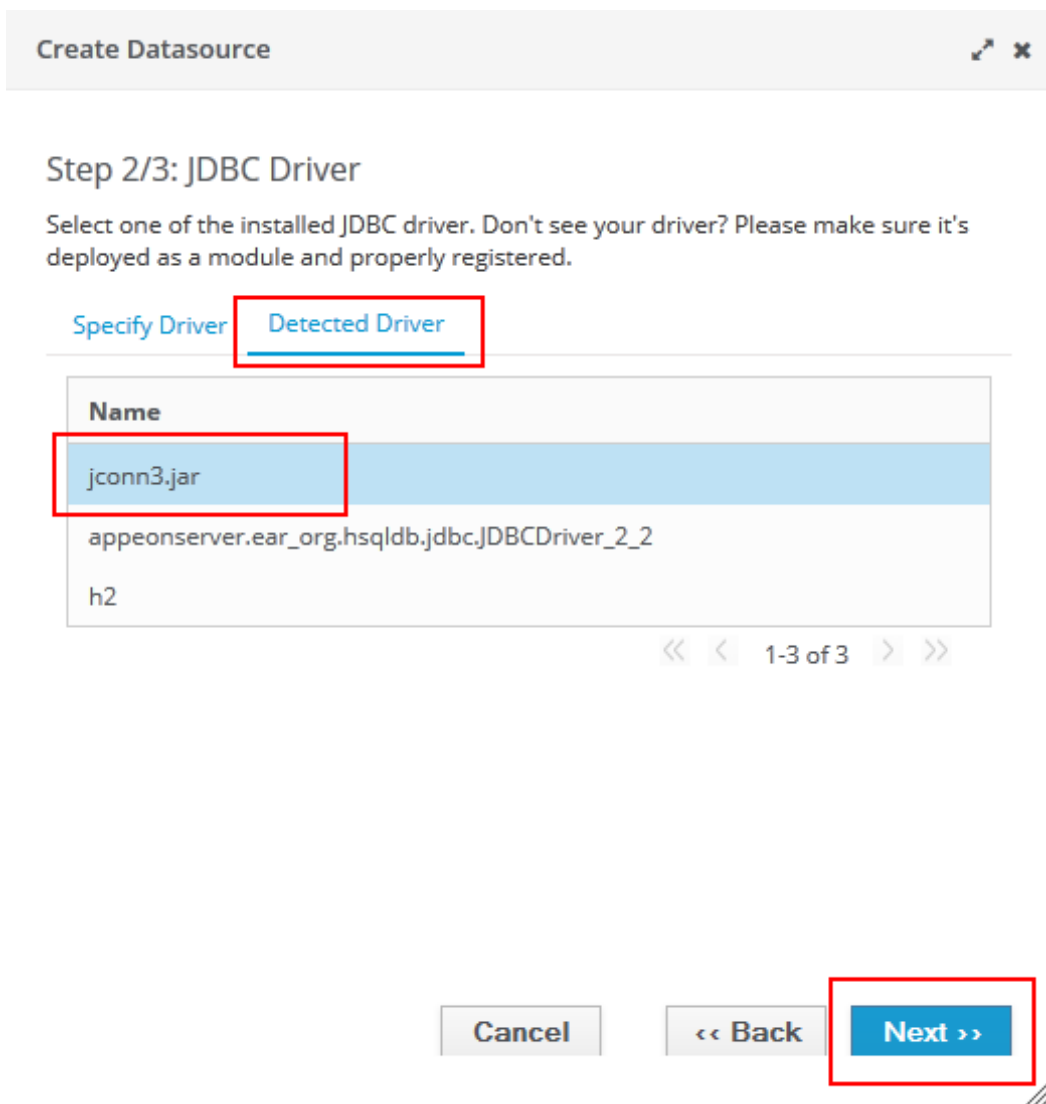 Create Datasource
Step 2/3: JDBC Driver
Select one of the installed JDBC driver. Don't see your driver? Please make sure it's
deployed as a module and properly registered.
Specify Driver Detected Driver
Name
jconn3.jar
appeonserver.ear_org.hsqldb.jdbc.JDBCDriver_2_2
h2
1-3 of 3
Cancel ‹‹ Back Next ››